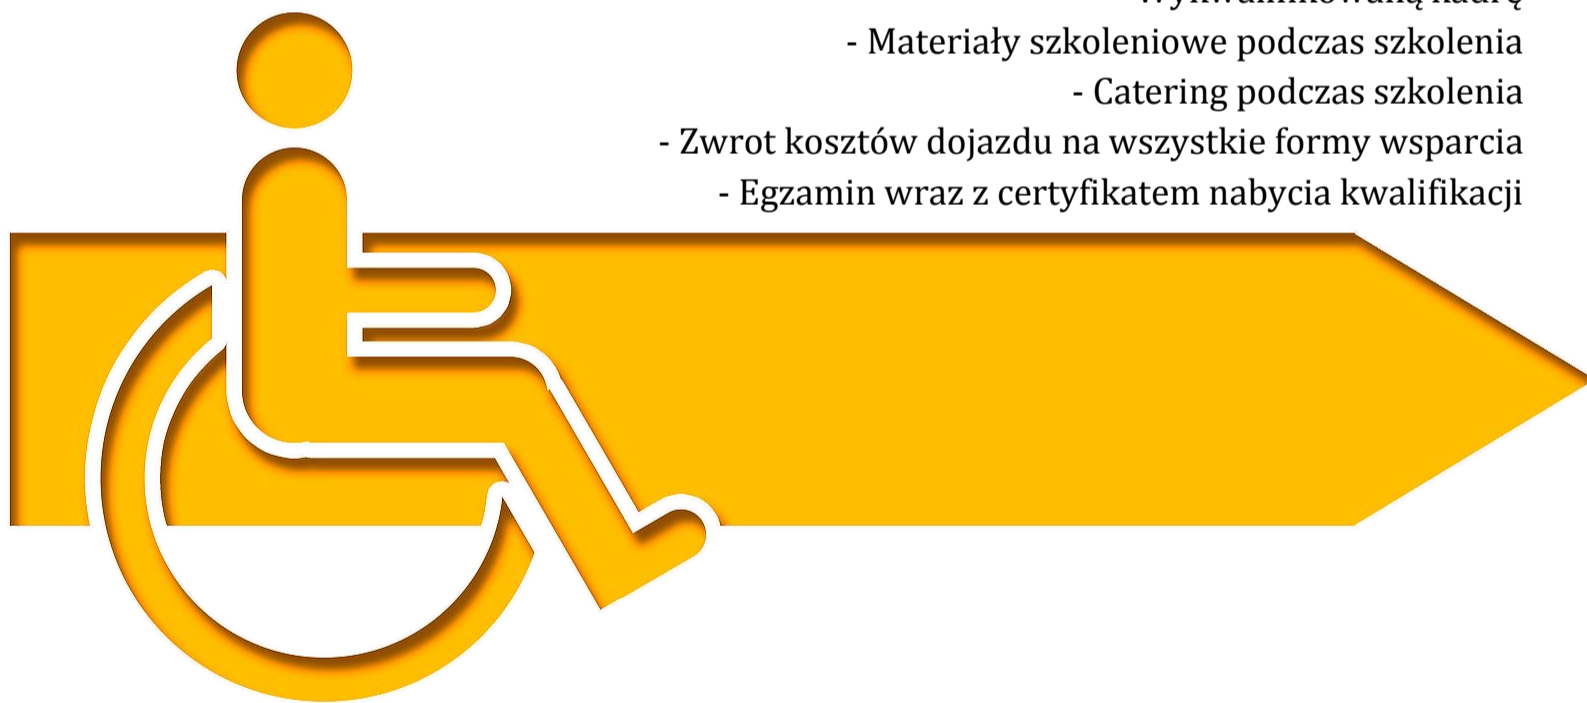 - Materiały szkoleniowe podczas szkolenia
- Catering podczas szkolenia
- Zwrot kosztów dojazdu na wszystkie formy wsparcia
- Egzamin wraz z certyfikatem nabycia kwalifikacji